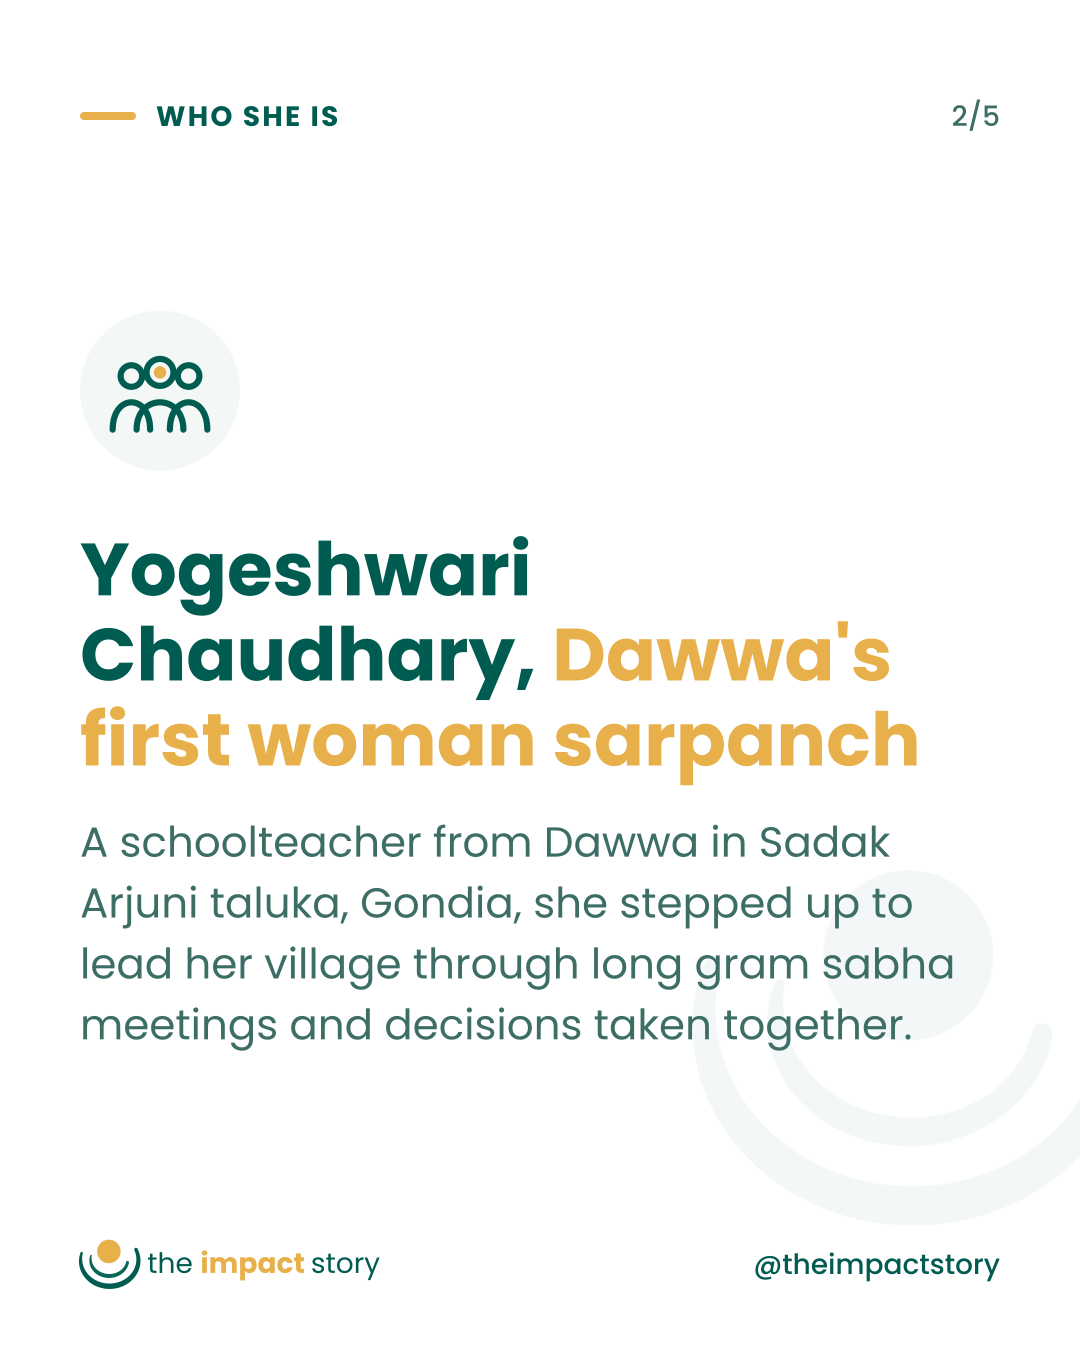 WHO SHE IS
2/5
Yogeshwari
Chaudhary, Dawwa's
first woman sarpanch
A schoolteacher from Dawwa in Sadak
Arjuni taluka, Gondia, she stepped up to
lead her village through long gram sabha
meetings and decisions taken together.
the impact story
@theimpactstory